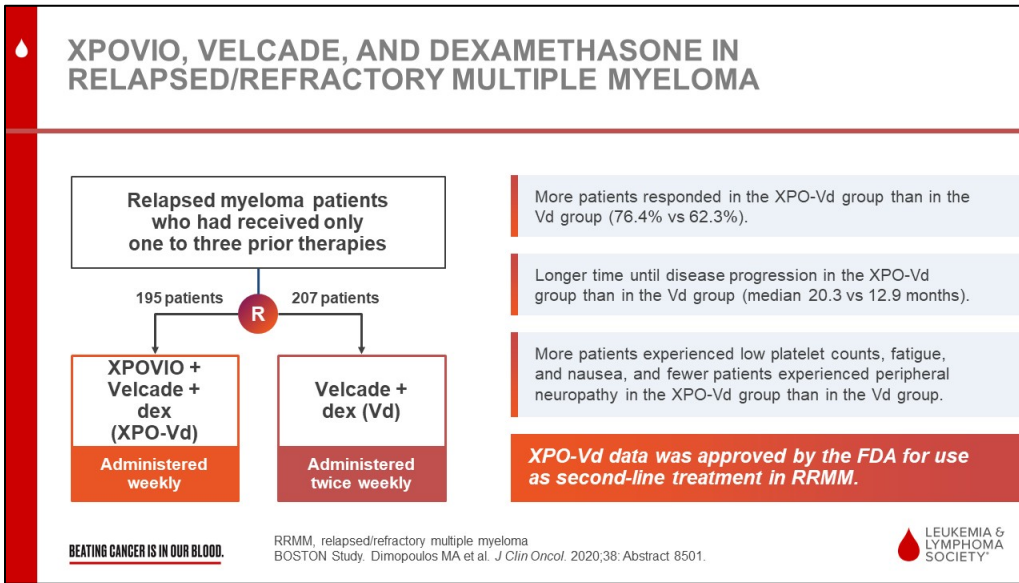 XPOVIO, VELCADE, AND DEXAMETHASONE IN
RELAPSED/REFRACTORY MULTIPLE MYELOMA
Relapsed myeloma patients
who had received only
one to three prior therapies
195 patients
207 patients
R
XPOVIO +
Velcade +
dex
(XPO-Vd)
Administered
weekly
Velcade +
dex (Vd)
Administered
twice weekly
More patients responded in the XPO-Vd group than in the
Vd group (76.4% vs 62.3%).
Longer time until disease progression in the XPO-Vd
group than in the Vd group (median 20.3 vs 12.9 months).
More patients experienced low platelet counts, fatigue,
and nausea, and fewer patients experienced peripheral
neuropathy in the XPO-Vd group than in the Vd group.
XPO-Vd data was approved by the FDA for use
as second-line treatment in RRMM.
BEATING CANCER IS IN OUR BLOOD.
RRMM, relapsed/refractory multiple myeloma
BOSTON Study. Dimopoulos MA et al. J Clin Oncol. 2020;38: Abstract 8501.
LEUKEMIA &
LYMPHOMA
SOCIETY®